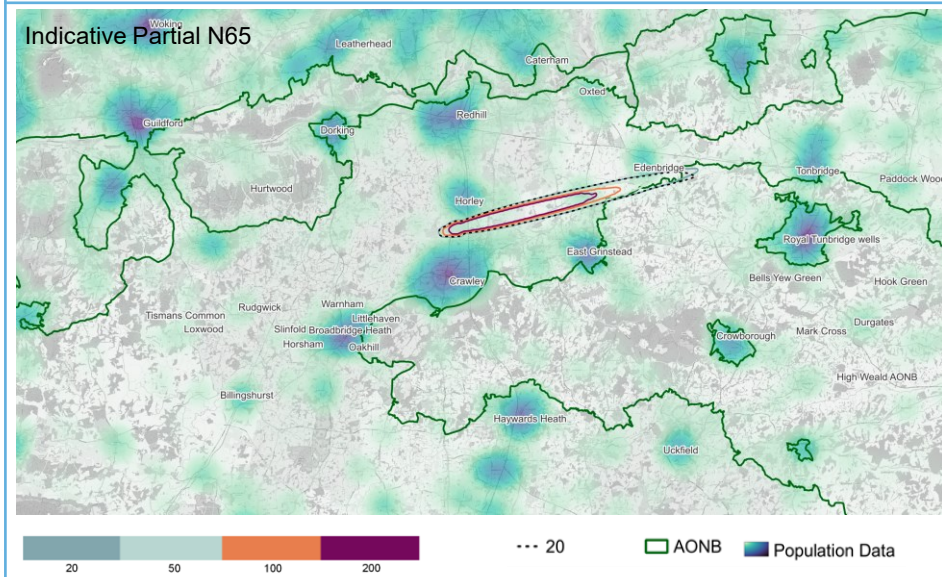 Indicative Partial N65
Woking
Leatherhead
Caterham
Oxted
Guildford
Redhill
Dorking
Edenbridge
Tonbridge
Paddock Wood
Hurtwood
Horley
Royal Tunbridge wells
East Grinstead
Bells Yew Green
Hook Green
Crawley
Warnham
Rudgwick
Tismans Common
Littlehaven
Loxwood
Slinfold
Broadbridge Heath
Durgates
Mark Cross
Crowborough
Horsham
Oakhill
High Weald AONB
Billingshurst
Haywards Heath
Uckfield
20 50 100 200
20
AONB
Population Data